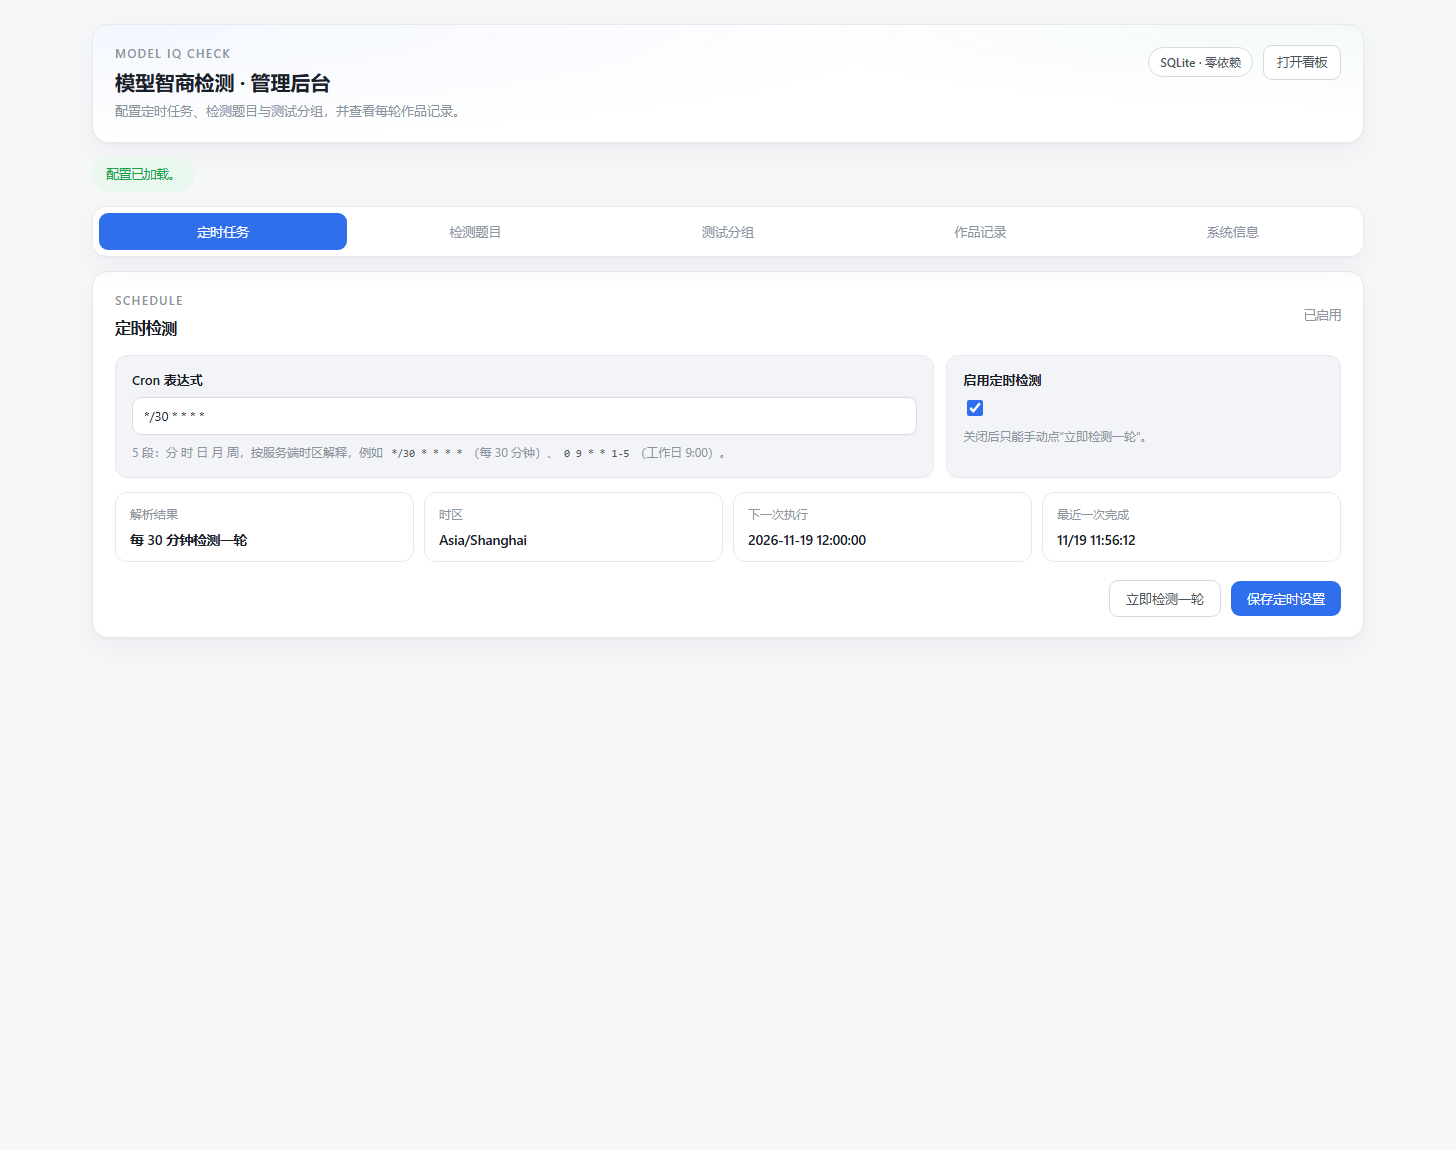 MODEL IQ CHECK
模型智商检测 · 管理后台
配置定时任务、检测题目与测试分组，并查看每轮作品记录。
SQLite · 零依赖
打开看板
配置已加载。
定时任务
检测题目
测试分组
作品记录
系统信息
SCHEDULE
定时检测
已启用
Cron 表达式
*/30 * * * *
5 段：分 时 日 月 周，按服务端时区解释，例如 */30 * * * * （每 30 分钟）、 0 9 * * 1-5 （工作日 9:00）。
启用定时检测
关闭后只能手动点“立即检测一轮”。
解析结果
每 30 分钟检测一轮
时区
Asia/Shanghai
下一次执行
2026-11-19 12:00:00
最近一次完成
11/19 11:56:12
立即检测一轮
保存定时设置